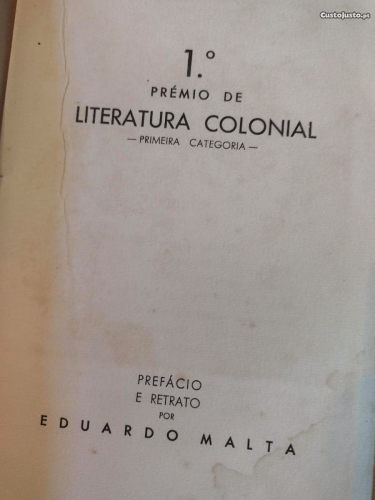 CustoJusto.pt
1.º
PRÉMIO DE
LITERATURA COLONIAL
— PRIMEIRA CATEGORIA —
PREFÁCIO
E RETRATO
POR
EDUARDO MALTA